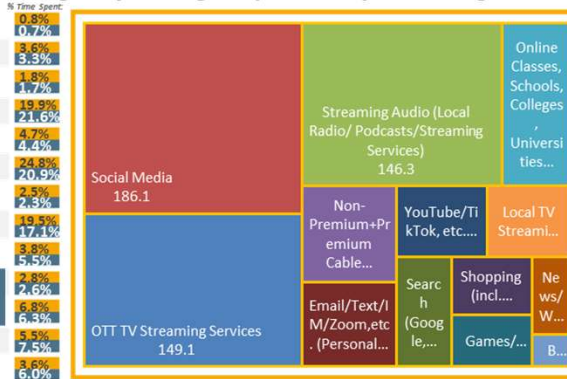 % Time Spent:
0.8%
0.7%
3.6%
3.3%
1.8%
1.7%
19.9%
21.6%
4.7%
4.4%
24.8%
20.9%
2.5%
2.3%
19.5%
17.1%
3.8%
5.5%
2.8%
2.6%
6.8%
6.3%
5.5%
7.5%
3.6%
6.0%
Social Media
186.1
OTT TV Streaming Services
149.1
Streaming Audio (Local
Radio/ Podcasts/Streaming
Services)
146.3
Online
Classes,
Schools,
Colleges
,
Universi
ties...
Non-
Premium+Pr
emium
Cable...
YouTube/Ti
kTok, etc....
Local TV
Streami...
Email/Text/I
M/Zoom,etc
. (Personal...
Searc
h
(Goog
le,...
Shopping
(incl....
Games/...
Ne
ws/
W...
B...